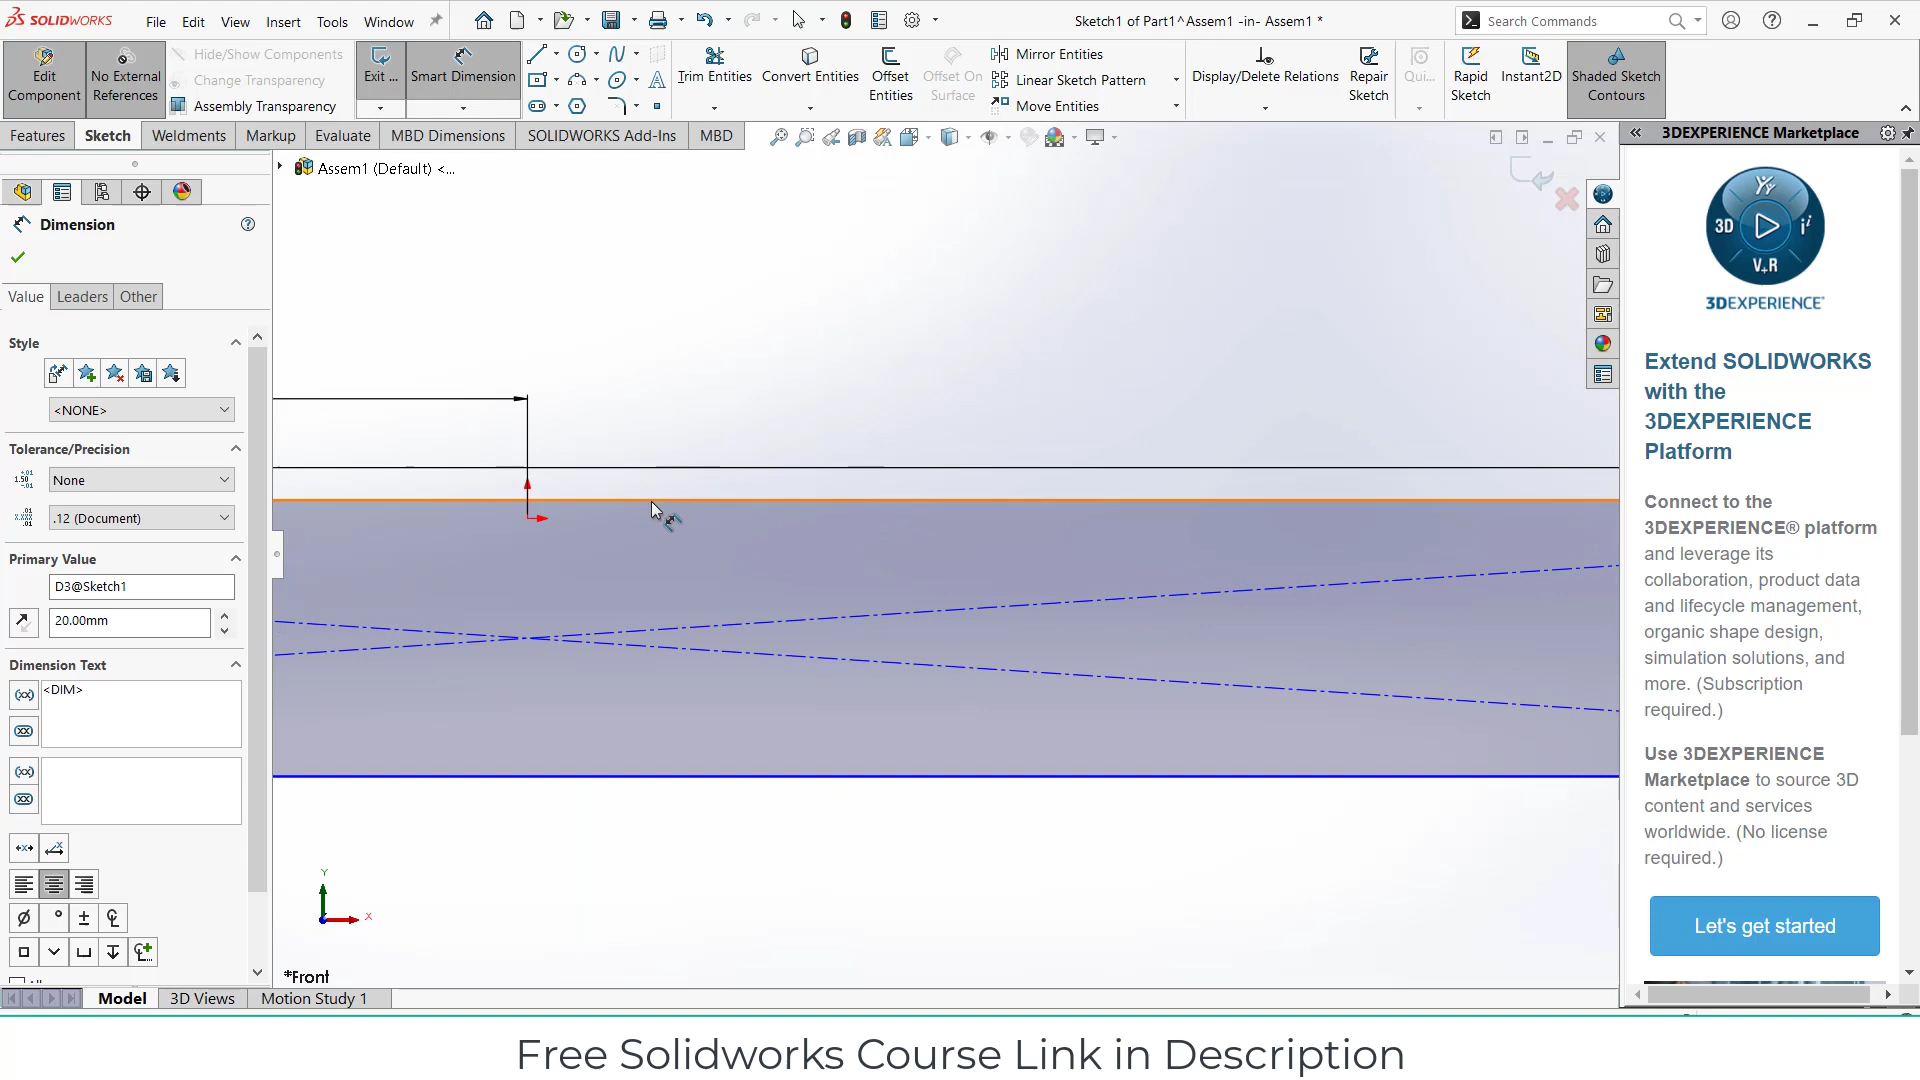 SOLIDWORKS File Edit View Insert Tools Window Sketch1 of Part1^Assem1 -in- Assem1 * Search Commands
Edit Component
No External References
Hide/Show Components
Change Transparency
Assembly Transparency
Exit ...
Smart Dimension
Trim Entities
Convert Entities
Offset Entities
Offset On Surface
Mirror Entities
Linear Sketch Pattern
Move Entities
Display/Delete Relations
Repair Sketch
Qui...
Rapid Sketch
Instant2D
Shaded Sketch Contours
Features Sketch Weldments Markup Evaluate MBD Dimensions SOLIDWORKS Add-Ins MBD
3DEXPERIENCE Marketplace
Assem1 (Default) <...
Dimension
Value Leaders Other
Style
<NONE>
Tolerance/Precision
None
.12 (Document)
Primary Value
D3@Sketch1
20.00mm
Dimension Text
<DIM>
Y
X
*Front
3D
V+R
3DEXPERIENCE
Extend SOLIDWORKS
with the
3DEXPERIENCE
Platform
Connect to the
3DEXPERIENCE® platform
and leverage its
collaboration, product data
and lifecycle management,
organic shape design,
simulation solutions, and
more. (Subscription
required.)
Use 3DEXPERIENCE
Marketplace to source 3D
content and services
worldwide. (No license
required.)
Let's get started
Model 3D Views Motion Study 1
Free Solidworks Course Link in Description